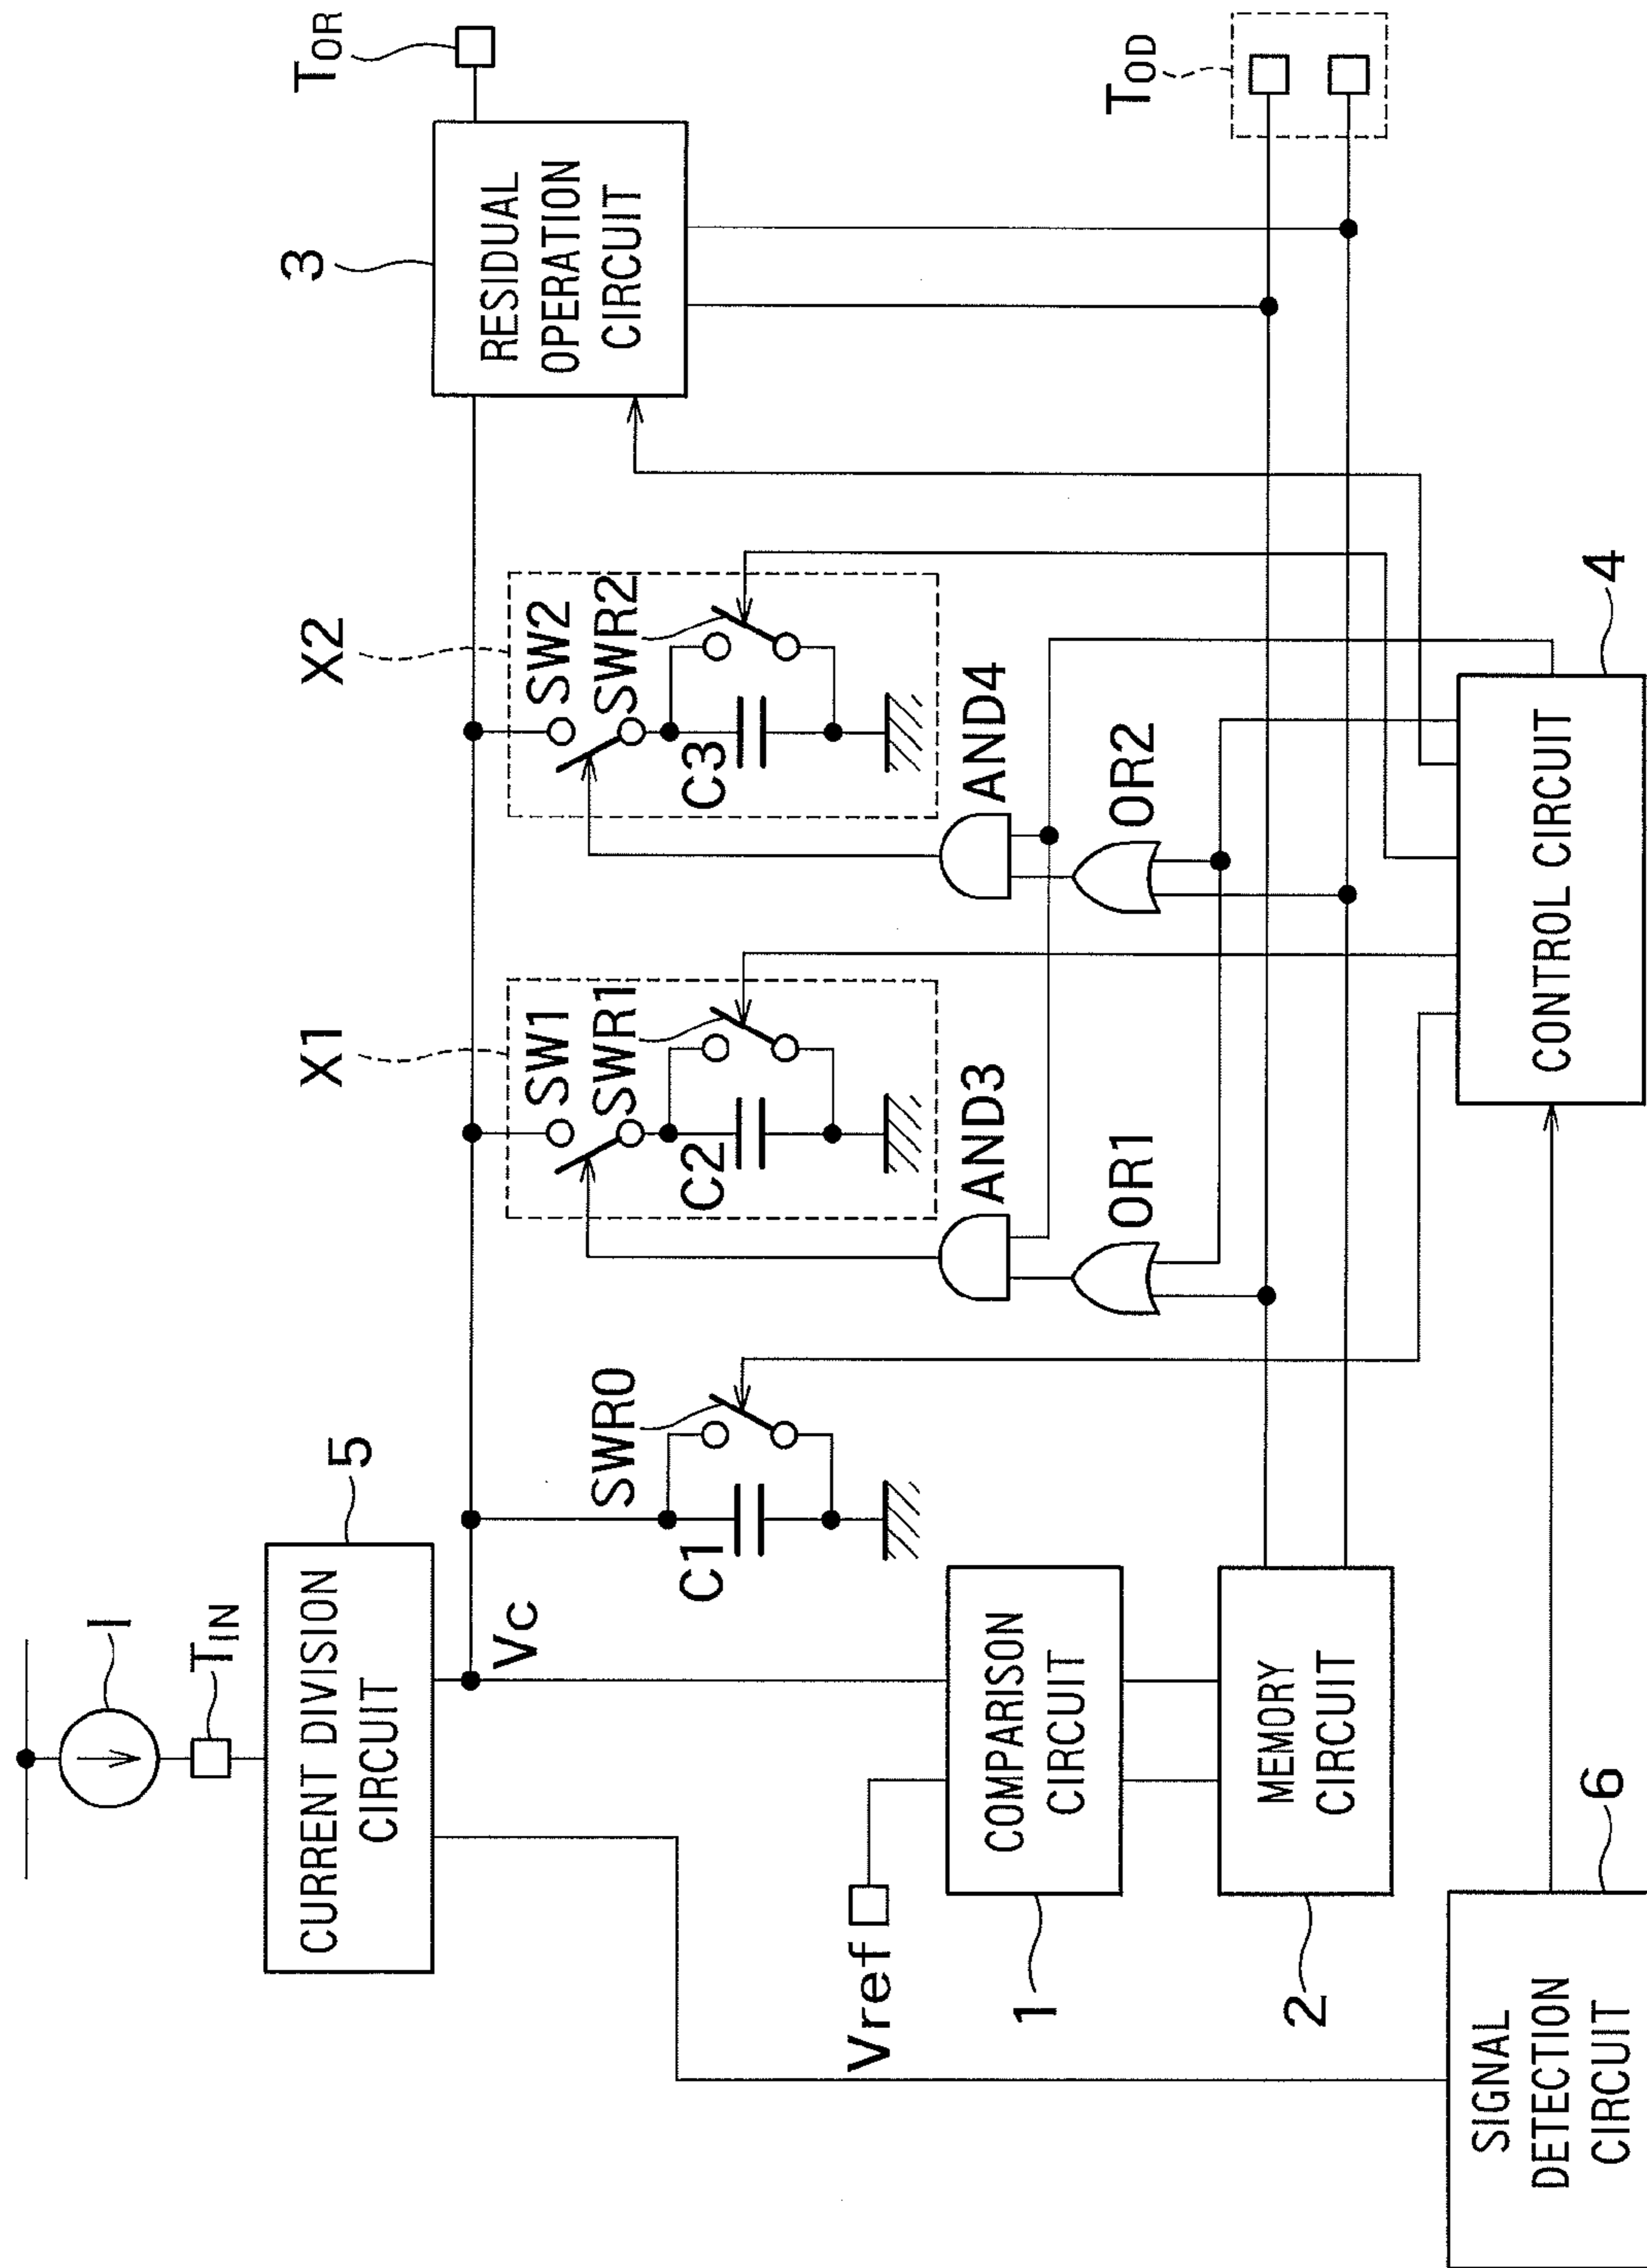 I
TIN
CURRENT DIVISION
CIRCUIT
5
Vc
Vref
COMPARISON
CIRCUIT
1
MEMORY
CIRCUIT
2
SIGNAL
DETECTION
CIRCUIT
6
C1
SWR0
X1
SW1
SWR1
C2
AND3
OR1
X2
SW2
SWR2
C3
AND4
OR2
CONTROL CIRCUIT
4
3
RESIDUAL
OPERATION
CIRCUIT
TOR
TOD